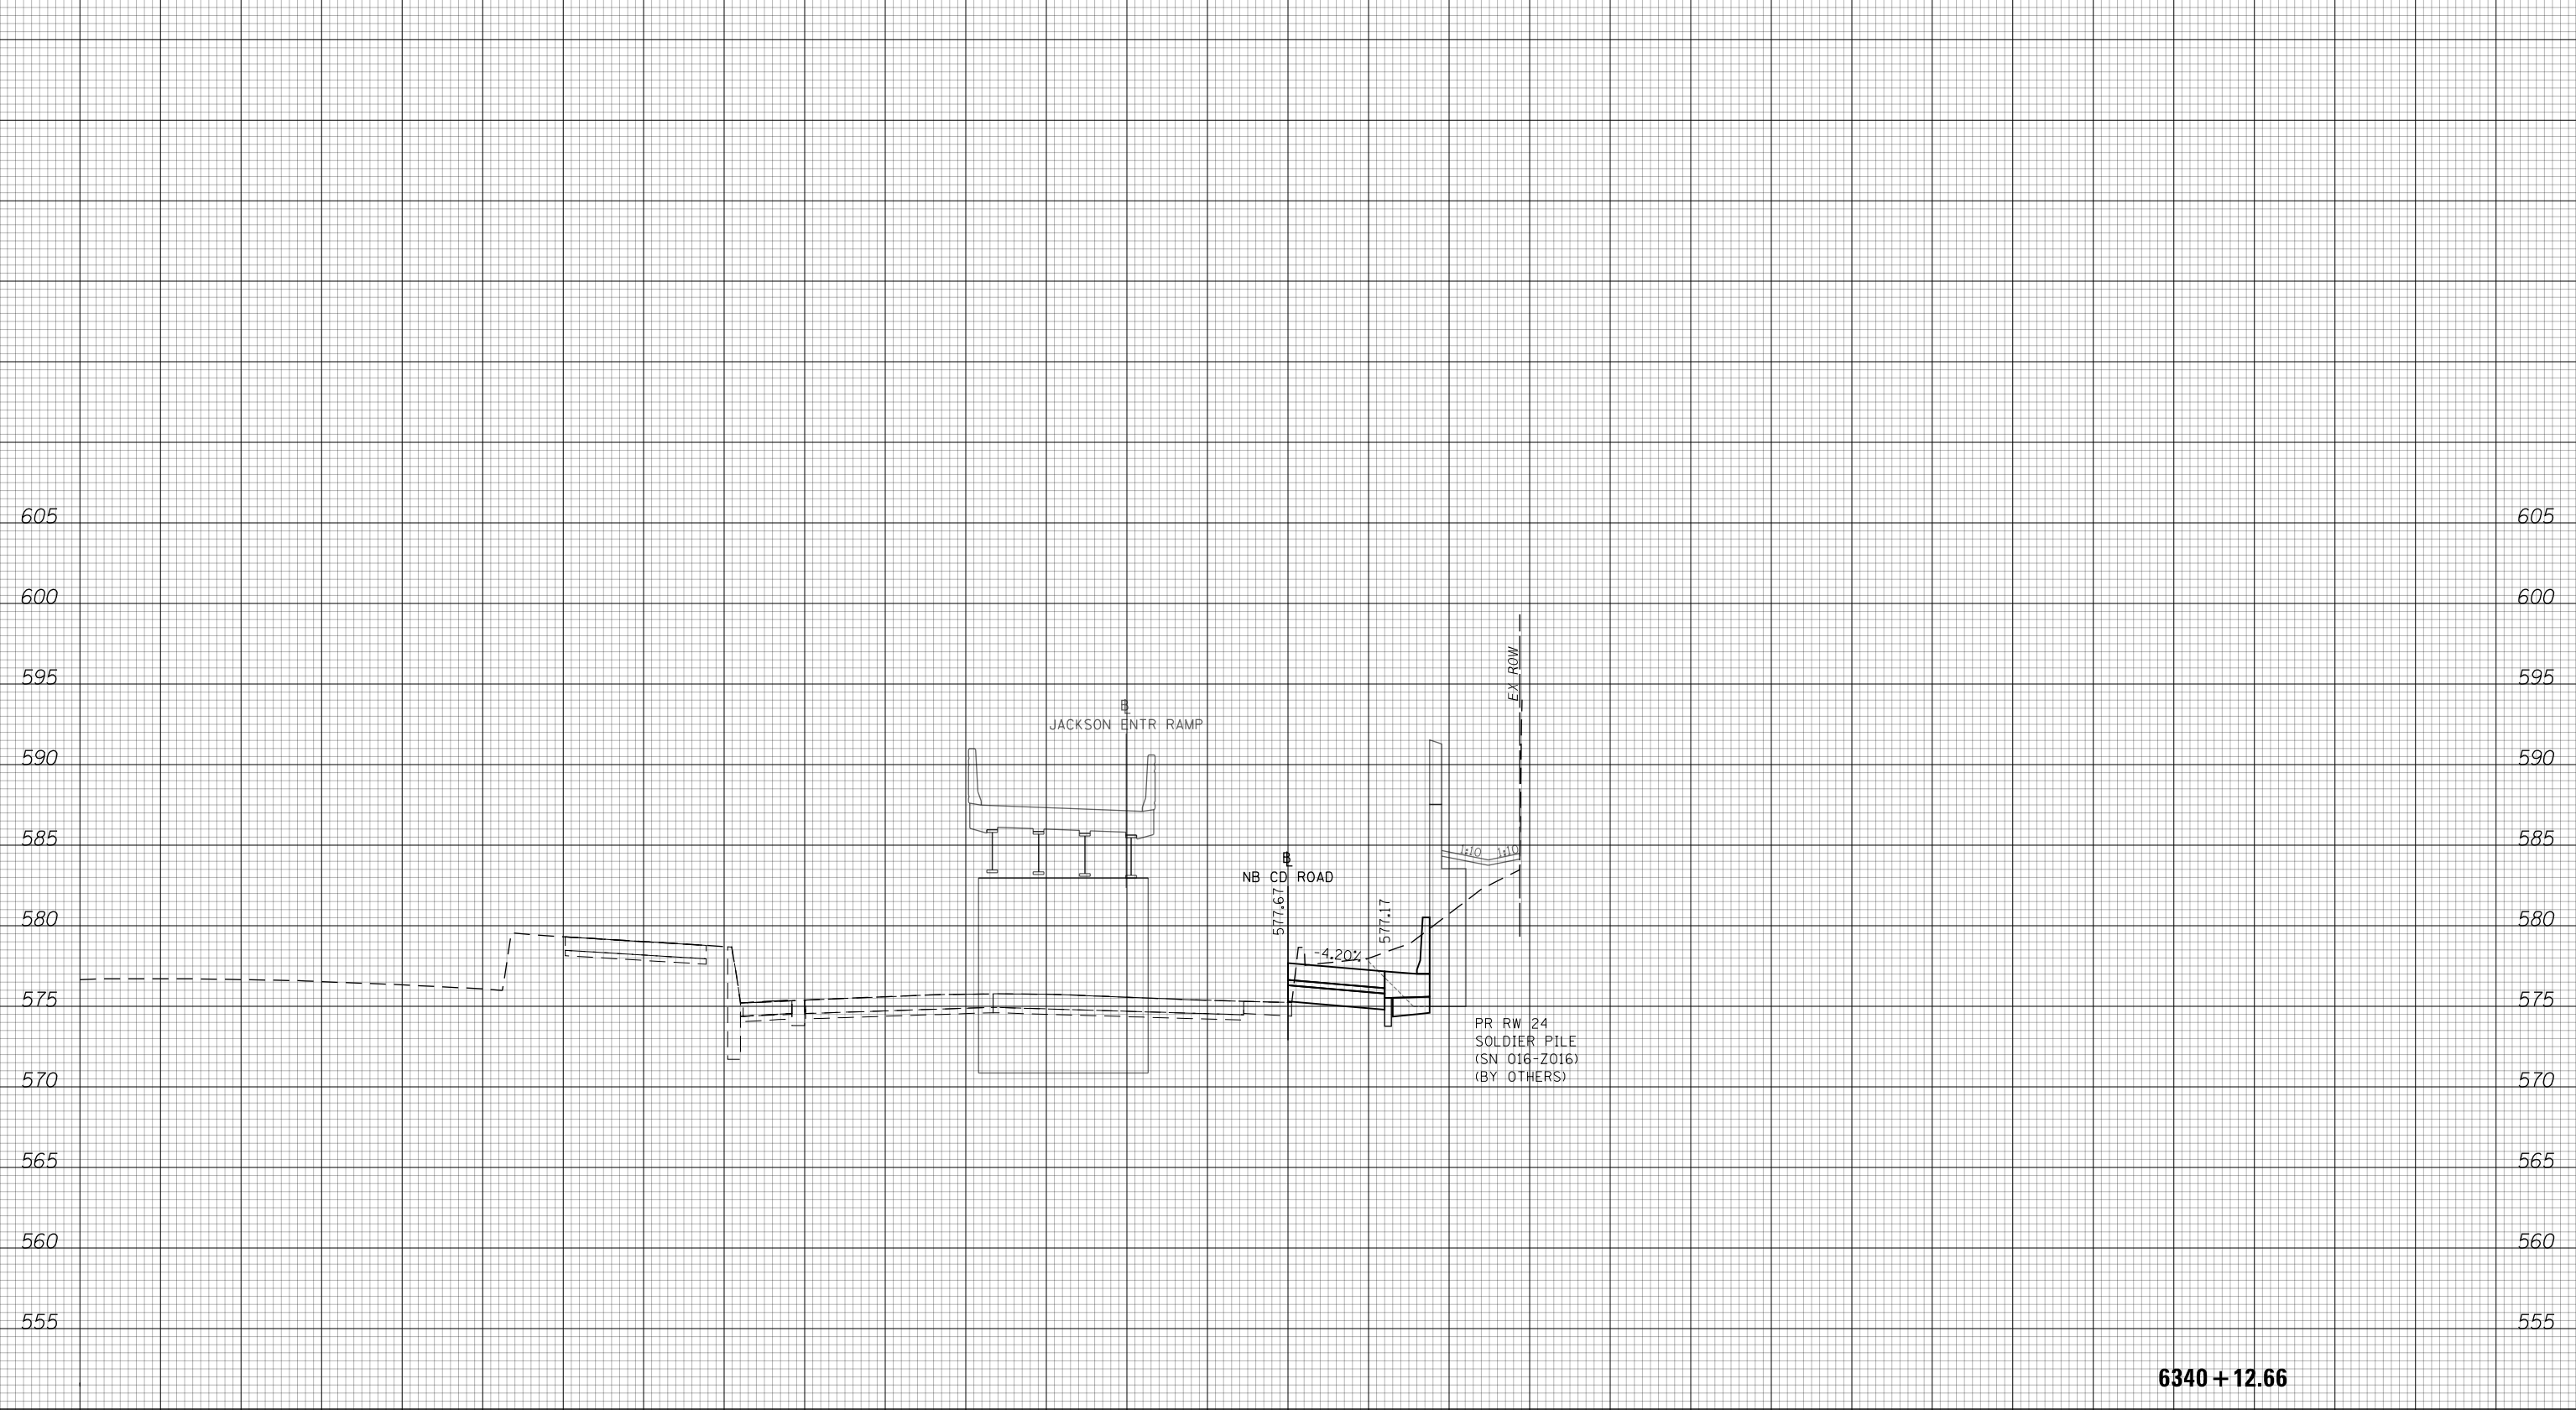 605 605
600 600
EX ROW
595 595
BL
JACKSON ENTR RAMP
590 590
585 585
1:10 1:10
BL
NB CD ROAD
577.67
577.17
580 580
-4.20%
575 575
PR RW 24
SOLDIER PILE
(SN 016-Z016)
(BY OTHERS)
570 570
565 565
560 560
555 555
6340+12.66